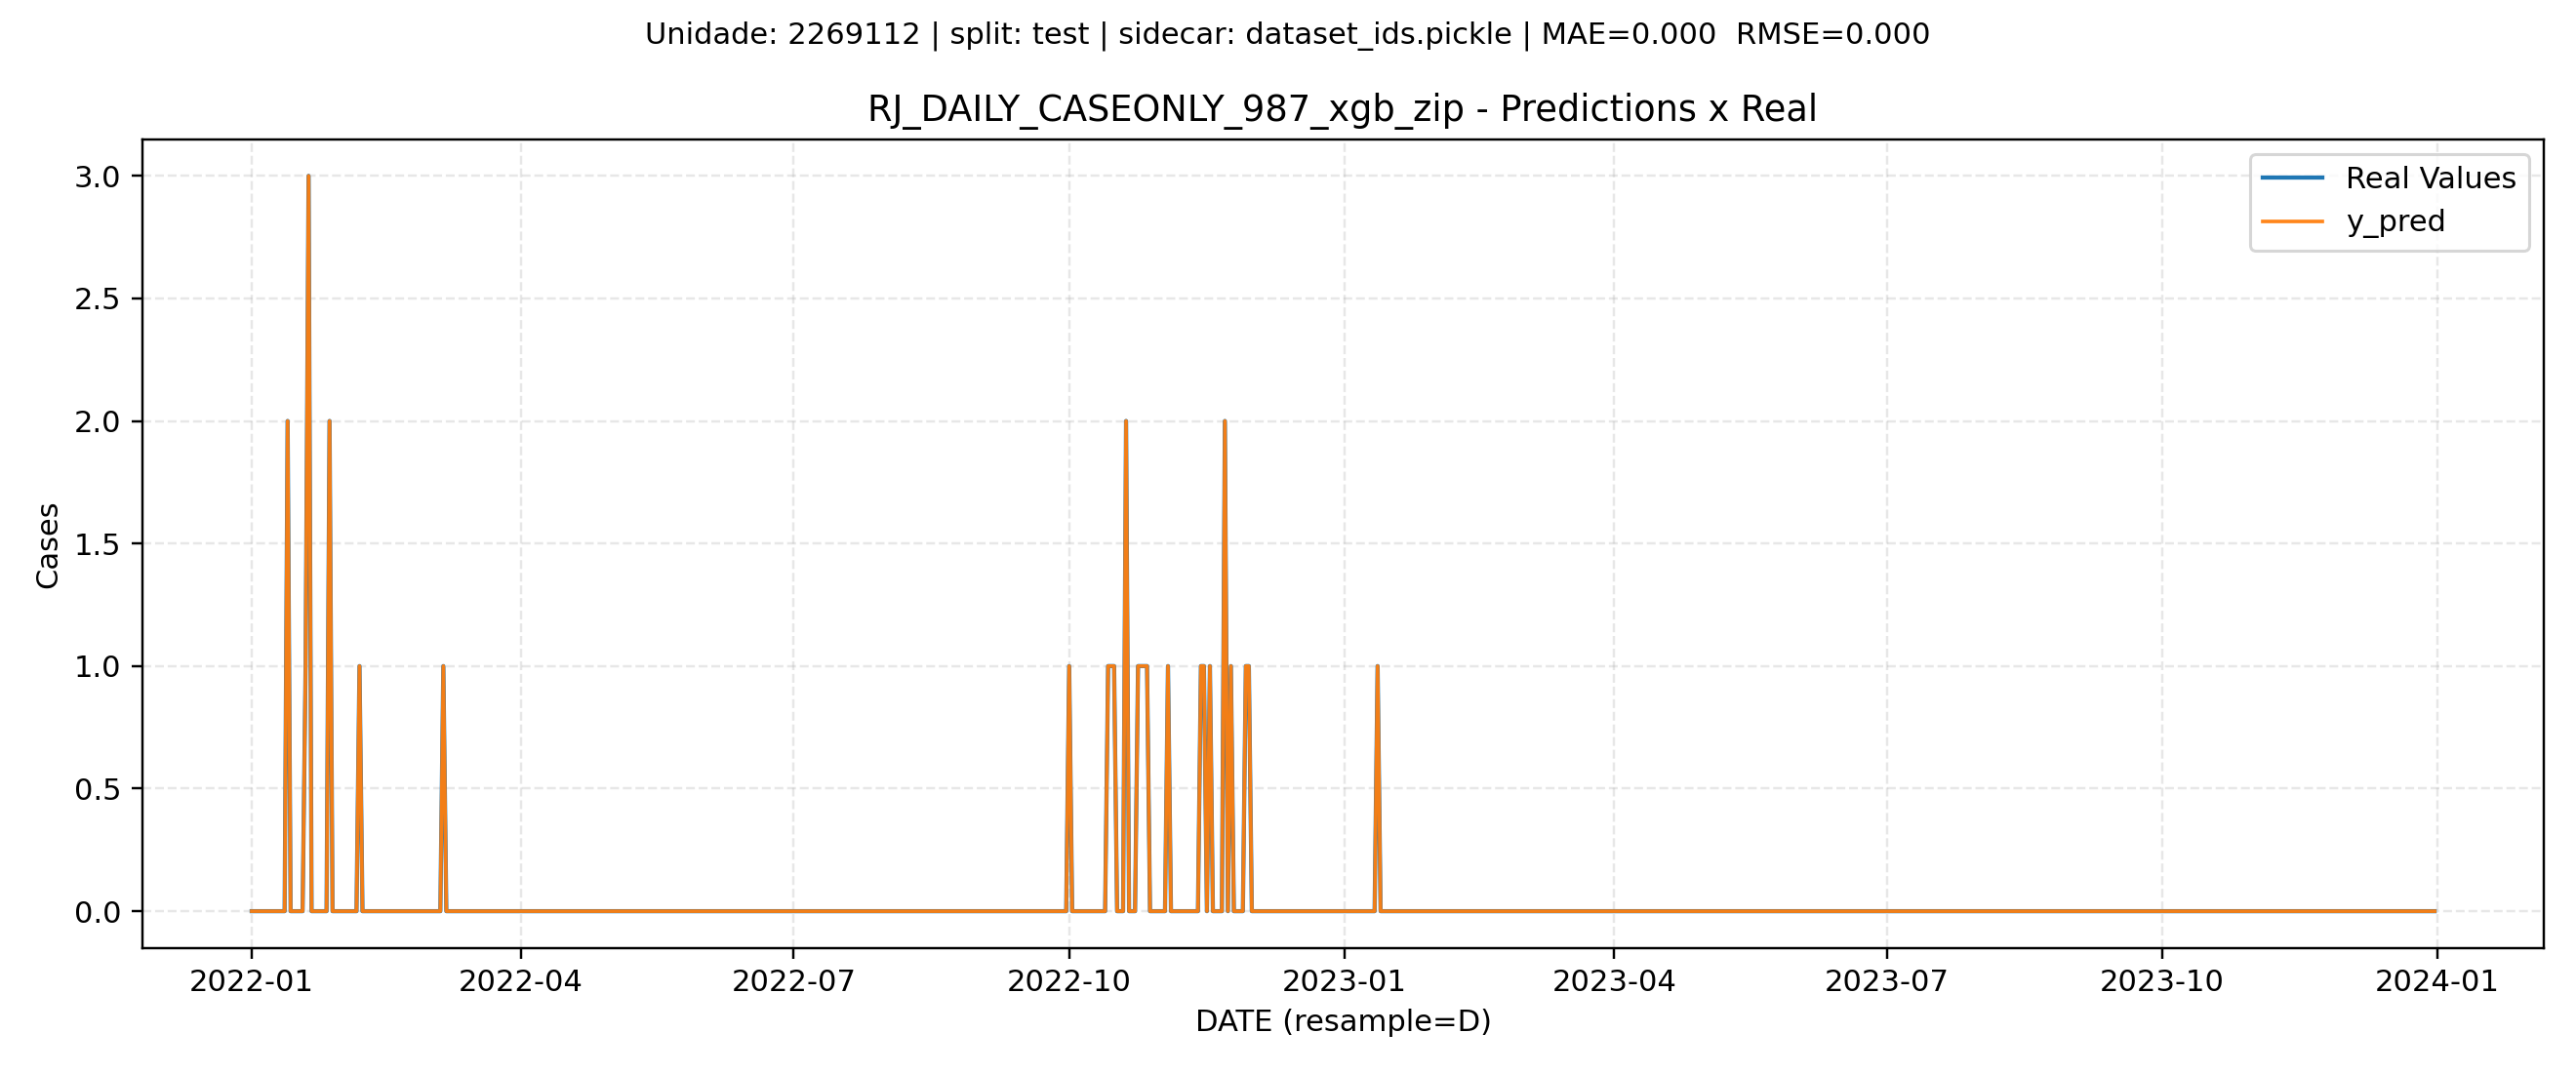 Unidade: 2269112 | split: test | sidecar: dataset_ids.pickle | MAE=0.000  RMSE=0.000
RJ_DAILY_CASEONLY_987_xgb_zip - Predictions x Real
Real Values
y_pred
Cases
3.0
2.5
2.0
1.5
1.0
0.5
0.0
2022-01 2022-04 2022-07 2022-10 2023-01 2023-04 2023-07 2023-10 2024-01
DATE (resample=D)